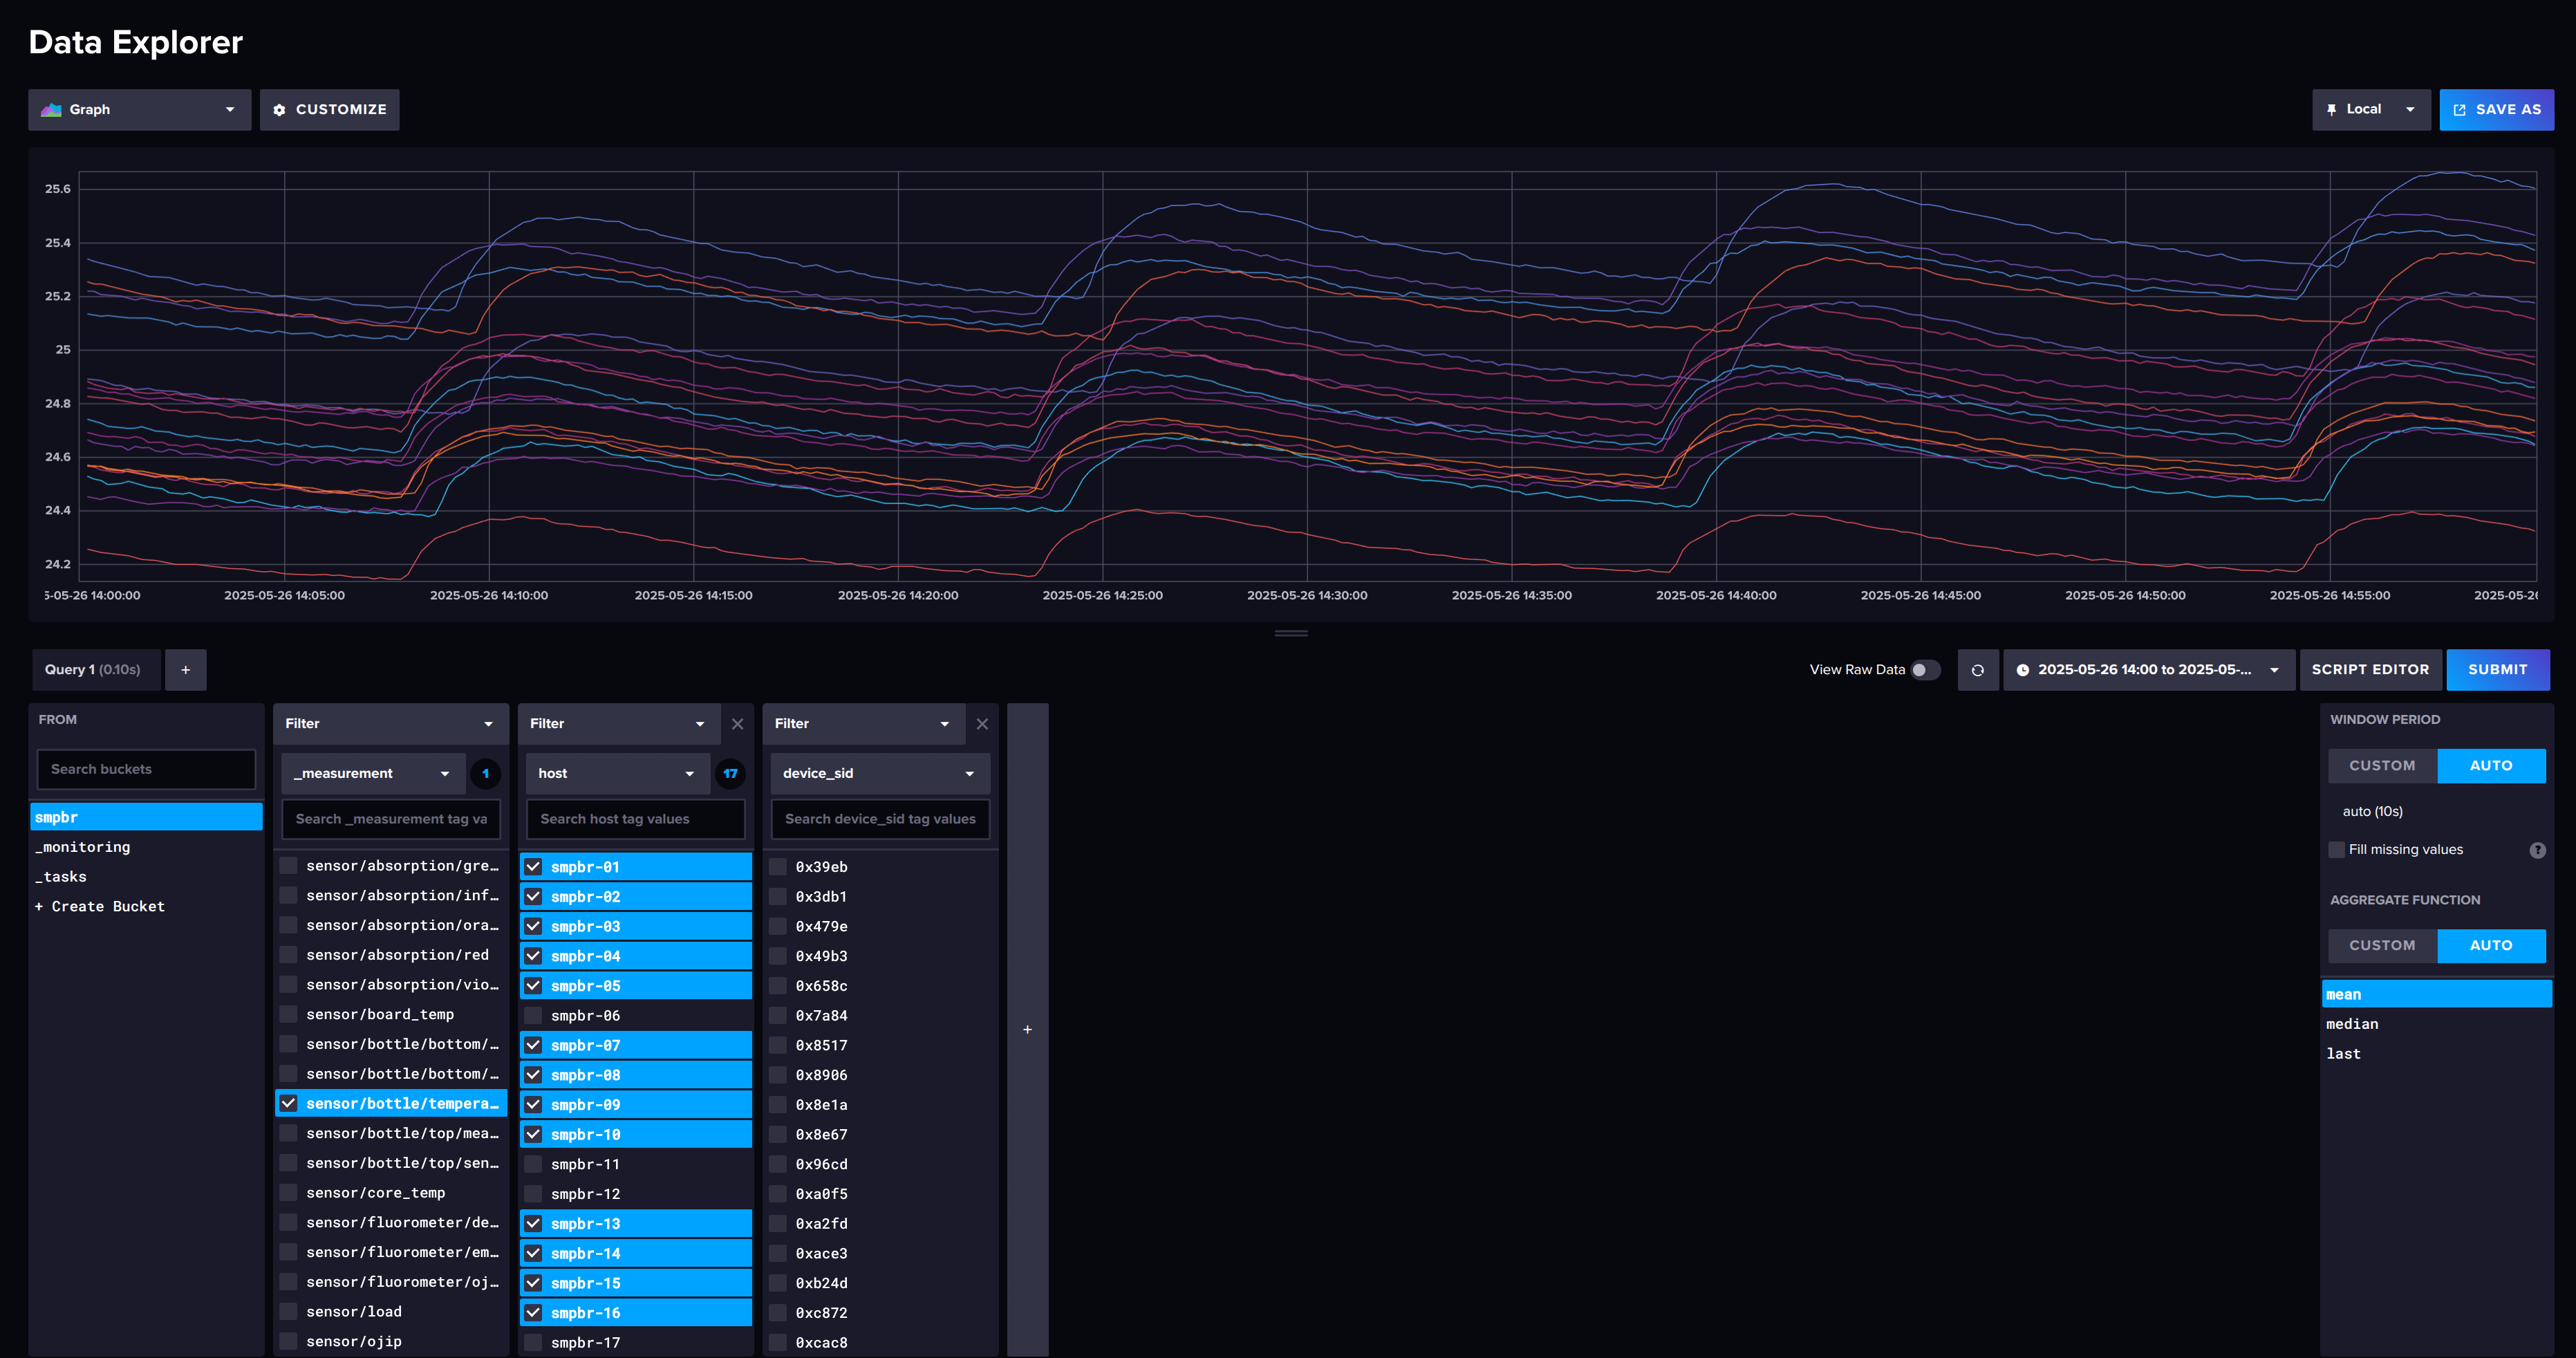 Data Explorer
Graph
CUSTOMIZE
Local
SAVE AS
25.6
25.4
25.2
25
24.8
24.6
24.4
24.2
5-05-26 14:00:00
2025-05-26 14:05:00
2025-05-26 14:10:00
2025-05-26 14:15:00
2025-05-26 14:20:00
2025-05-26 14:25:00
2025-05-26 14:30:00
2025-05-26 14:35:00
2025-05-26 14:40:00
2025-05-26 14:45:00
2025-05-26 14:50:00
2025-05-26 14:55:00
2025-05-26
Query 1 (0.10s)
+
View Raw Data
2025-05-26 14:00 to 2025-05-...
SCRIPT EDITOR
SUBMIT
FROM
Search buckets
smpbr
_monitoring
_tasks
+ Create Bucket
Filter
_measurement
1
Search _measurement tag va
sensor/absorption/gre…
sensor/absorption/inf…
sensor/absorption/ora…
sensor/absorption/red
sensor/absorption/vio…
sensor/board_temp
sensor/bottle/bottom/…
sensor/bottle/bottom/…
sensor/bottle/tempera…
sensor/bottle/top/mea…
sensor/bottle/top/sen…
sensor/core_temp
sensor/fluorometer/de…
sensor/fluorometer/em…
sensor/fluorometer/oj…
sensor/load
sensor/ojip
Filter
host
17
Search host tag values
smpbr-01
smpbr-02
smpbr-03
smpbr-04
smpbr-05
smpbr-06
smpbr-07
smpbr-08
smpbr-09
smpbr-10
smpbr-11
smpbr-12
smpbr-13
smpbr-14
smpbr-15
smpbr-16
smpbr-17
Filter
device_sid
Search device_sid tag values
0x39eb
0x3db1
0x479e
0x49b3
0x658c
0x7a84
0x8517
0x8906
0x8e1a
0x8e67
0x96cd
0xa0f5
0xa2fd
0xace3
0xb24d
0xc872
0xcac8
+
WINDOW PERIOD
CUSTOM
AUTO
auto (10s)
Fill missing values
?
AGGREGATE FUNCTION
CUSTOM
AUTO
mean
median
last